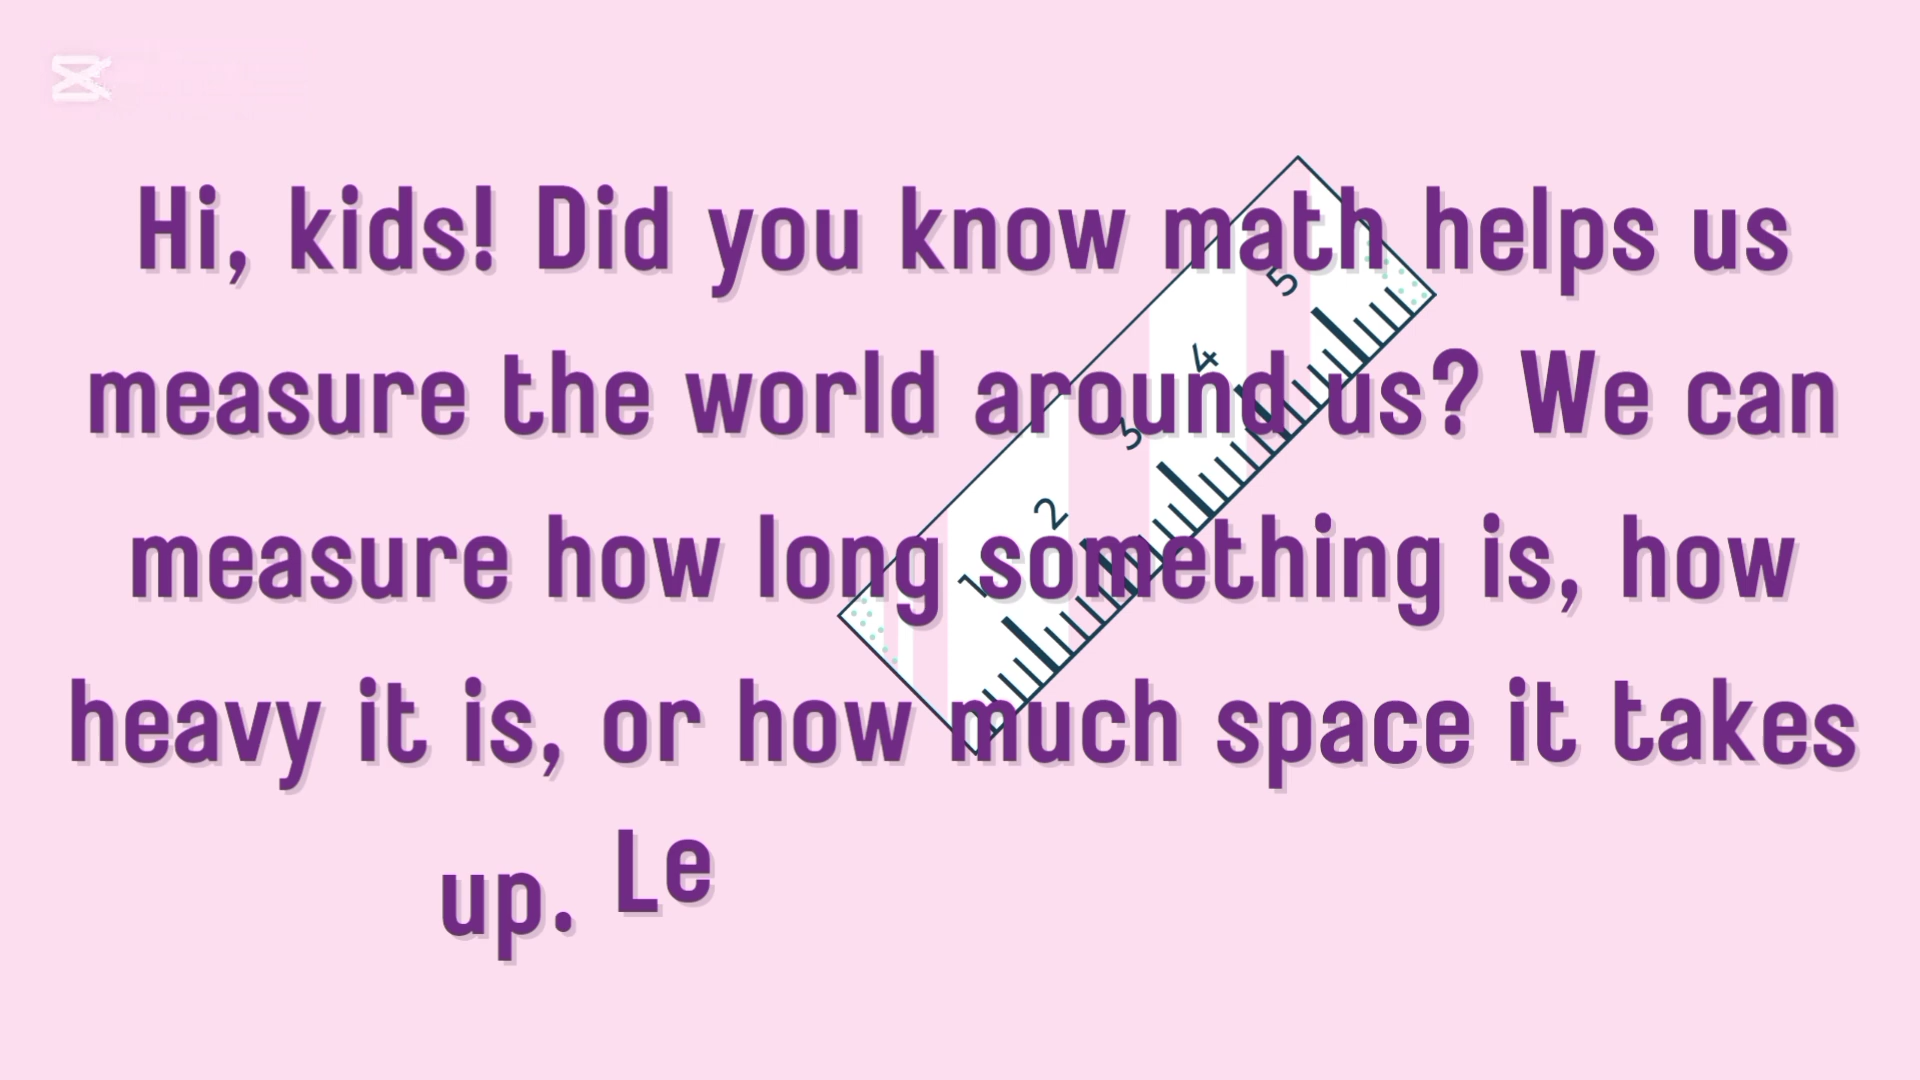 Hi, kids! Did you know math helps us
measure the world around us? We can
measure how long something is, how
heavy it is, or how much space it takes
up. Le
1 2 3 4 5